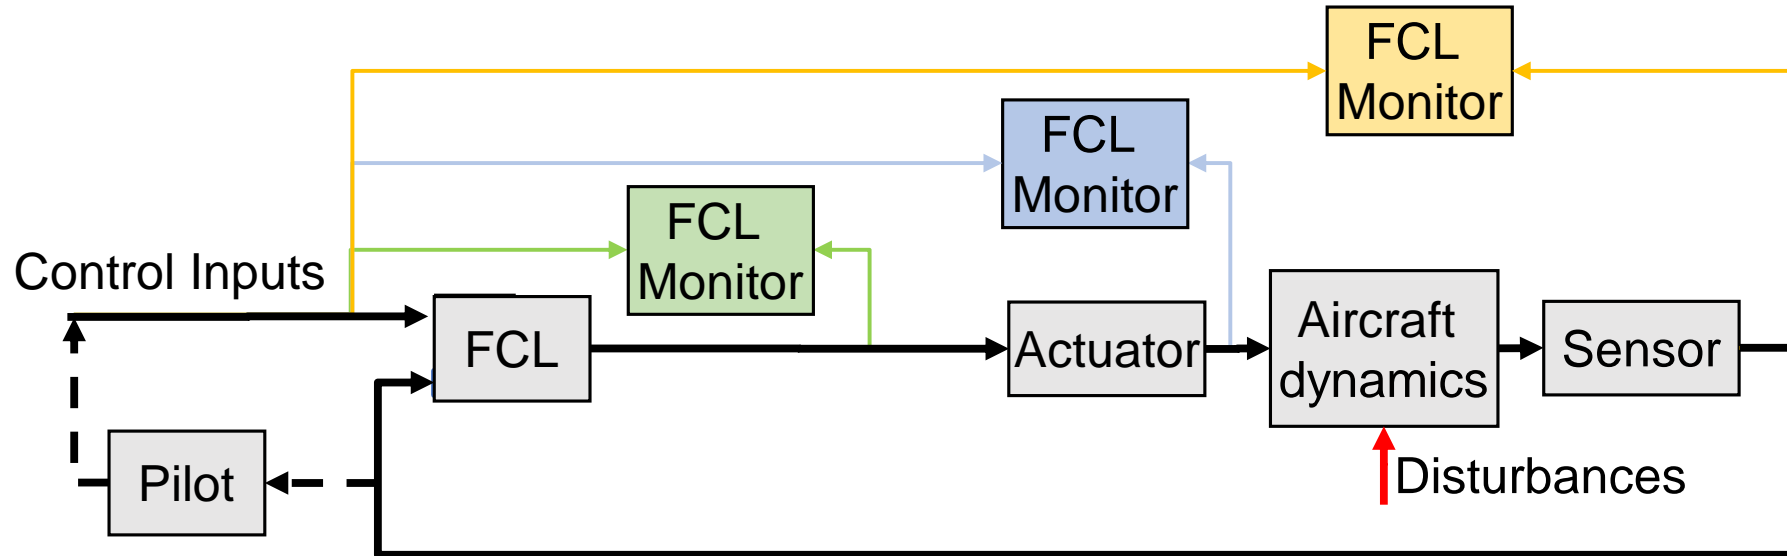 FCL
Monitor
FCL
Monitor
FCL
Monitor
Control Inputs
FCL
Actuator
Aircraft
dynamics
Sensor
Pilot
Disturbances